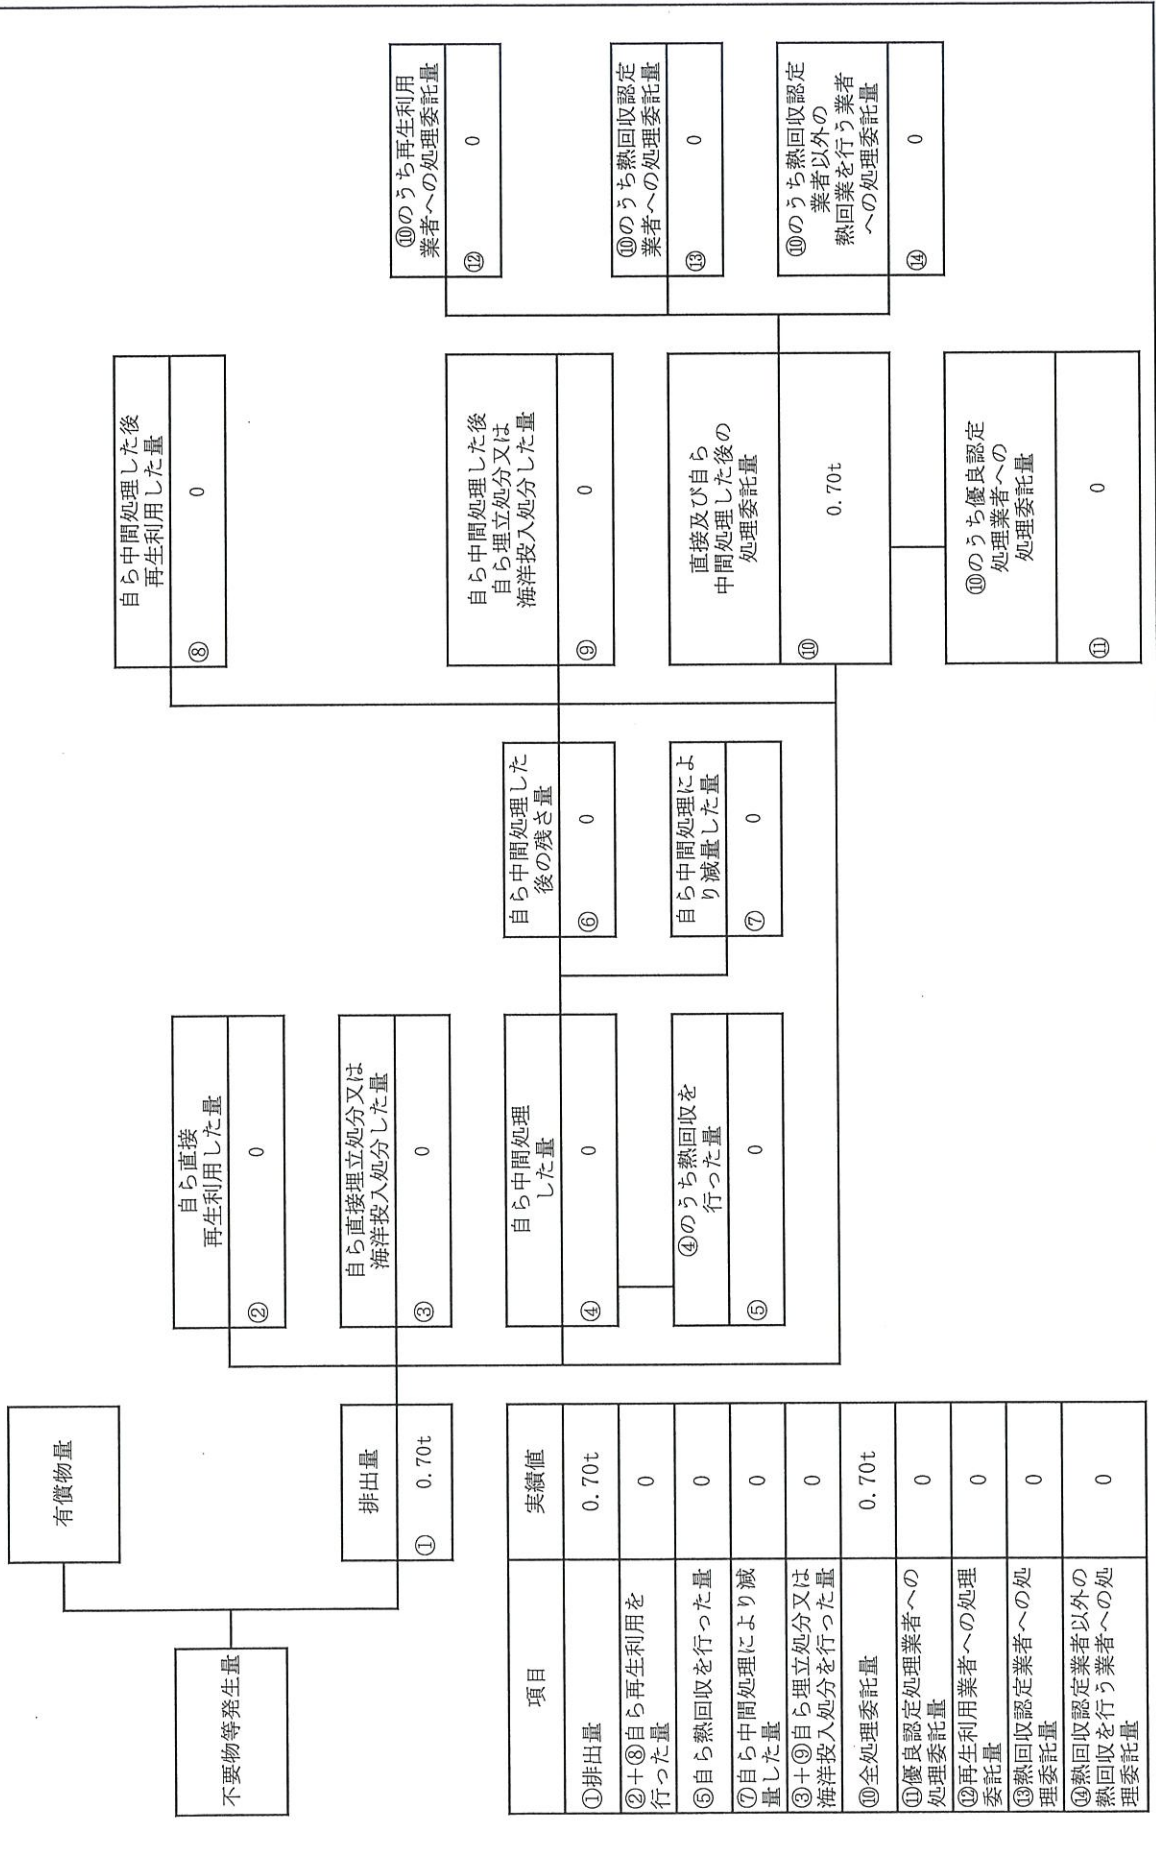 不要物等発生量
有償物量
排出量
① 0.70t
自ら直接
再生利用した量
② 0
自ら直接埋立処分又は
海洋投入処分した量
③ 0
自ら中間処理
した量
④ 0
④のうち熱回収を
行った量
⑤ 0
自ら中間処理した
後の残さ量
⑥ 0
自ら中間処理によ
り減量した量
⑦ 0
自ら中間処理した後
再生利用した量
⑧ 0
自ら中間処理した後
自ら埋立処分又は
海洋投入処分した量
⑨ 0
直接及び自ら
中間処理した後の
処理委託量
⑩ 0.70t
⑩のうち優良認定
処理業者への
処理委託量
⑪ 0
⑩のうち再生利用
業者への処理委託量
⑫ 0
⑩のうち熱回収認定
業者への処理委託量
⑬ 0
⑩のうち熱回収認定
業者以外の
熱回業を行う業者
への処理委託量
⑭ 0
項目 実績値
①排出量 0.70t
②+⑧自ら再生利用を
行った量 0
⑤自ら熱回収を行った量 0
⑦自ら中間処理により減
量した量 0
③+⑨自ら埋立処分又は
海洋投入処分を行った量 0
⑩全処理委託量 0.70t
⑪優良認定処理業者への
処理委託量 0
⑫再生利用業者への処理
委託量 0
⑬熱回収認定業者への処
理委託量 0
⑭熱回収認定業者以外の
熱回収を行う業者への処
理委託量 0